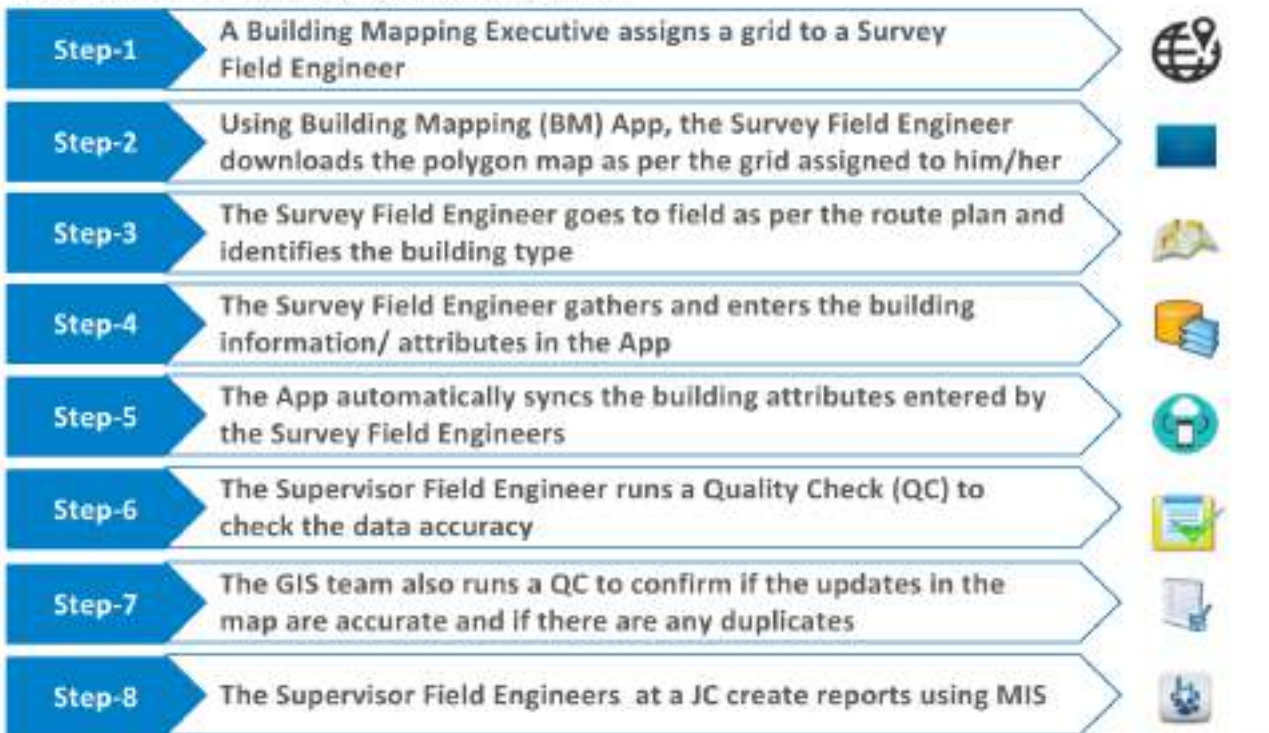 Step-1
A Building Mapping Executive assigns a grid to a Survey
Field Engineer
Step-2
Using Building Mapping (BM) App, the Survey Field Engineer
downloads the polygon map as per the grid assigned to him/her
Step-3
The Survey Field Engineer goes to field as per the route plan and
identifies the building type
Step-4
The Survey Field Engineer gathers and enters the building
information/ attributes in the App
Step-5
The App automatically syncs the building attributes entered by
the Survey Field Engineers
Step-6
The Supervisor Field Engineer runs a Quality Check (QC) to
check the data accuracy
Step-7
The GIS team also runs a QC to confirm if the updates in the
map are accurate and if there are any duplicates
Step-8
The Supervisor Field Engineers at a JC create reports using MIS